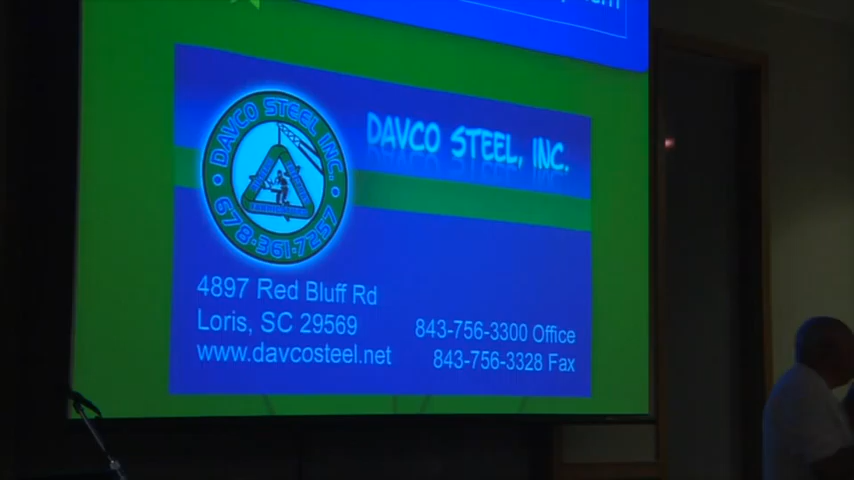 DAVCO STEEL INC.
678-361-7257
DAVCO STEEL, INC.
4897 Red Bluff Rd
Loris, SC 29569
www.davcosteel.net
843-756-3300 Office
843-756-3328 Fax